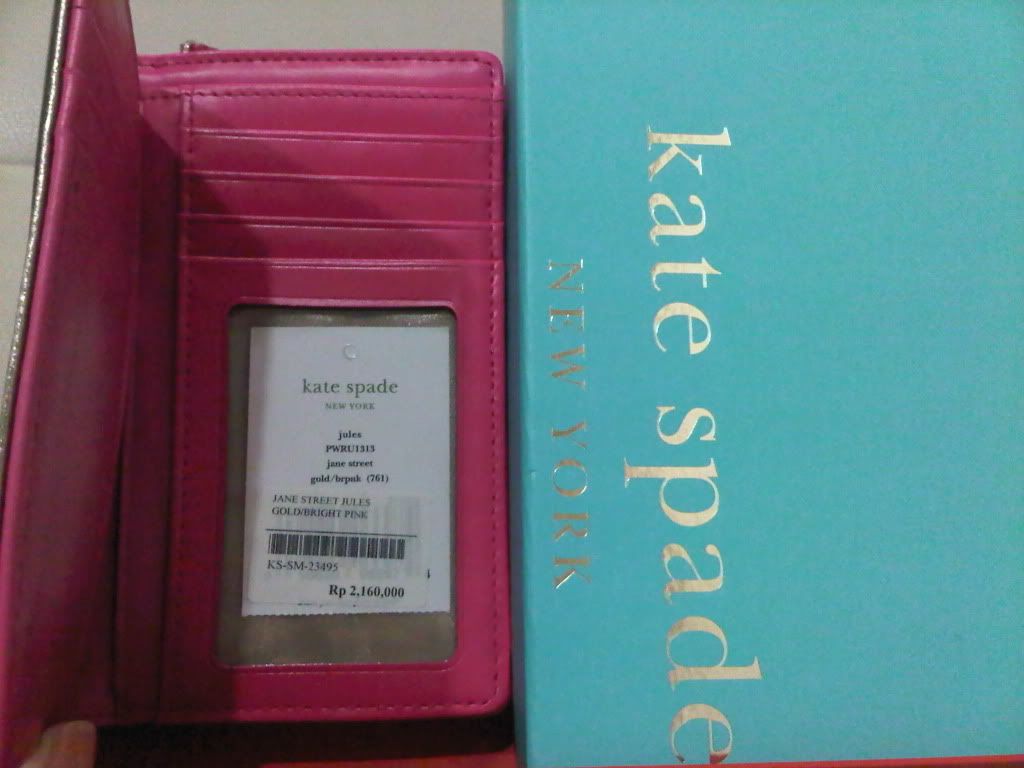 kate spade
NEW YORK
jules
PWRU1313
jane street
gold/brpnk (761)
JANE STREET JULES
GOLD/BRIGHT PINK
KS-SM-23495
Rp 2,160,000
kate spade
NEW YORK